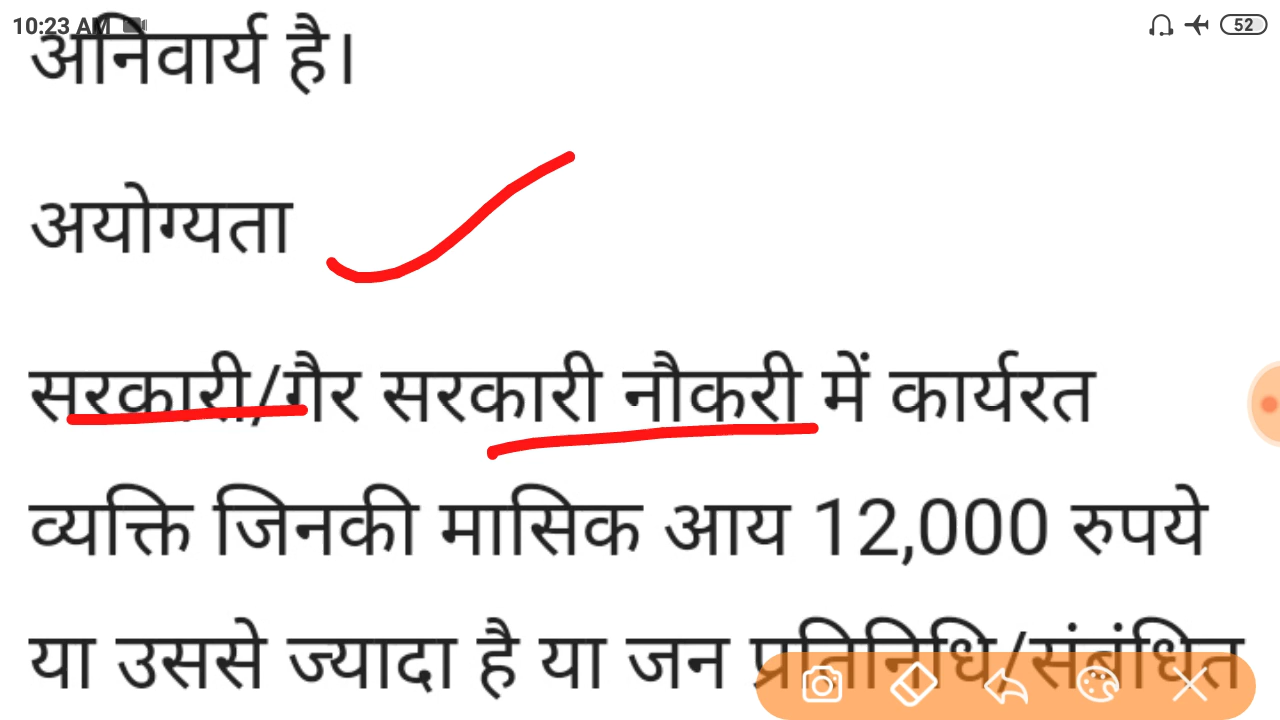 10:23 AM 52
अनिवार्य है।
अयोग्यता
सरकारी/गैर सरकारी नौकरी में कार्यरत
व्यक्ति जिनकी मासिक आय 12,000 रुपये
या उससे ज्यादा है या जन प्रतिनिधि/संबंधित